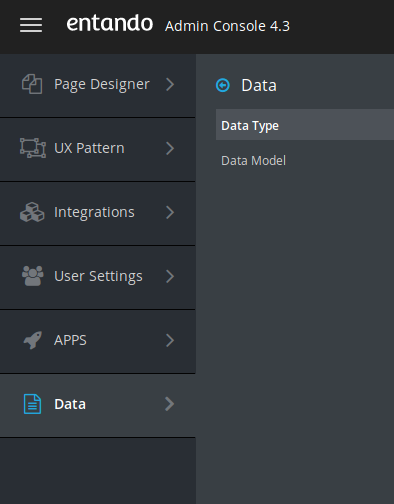 entando Admin Console 4.3
Page Designer
UX Pattern
Integrations
User Settings
APPS
Data
Data
Data Type
Data Model